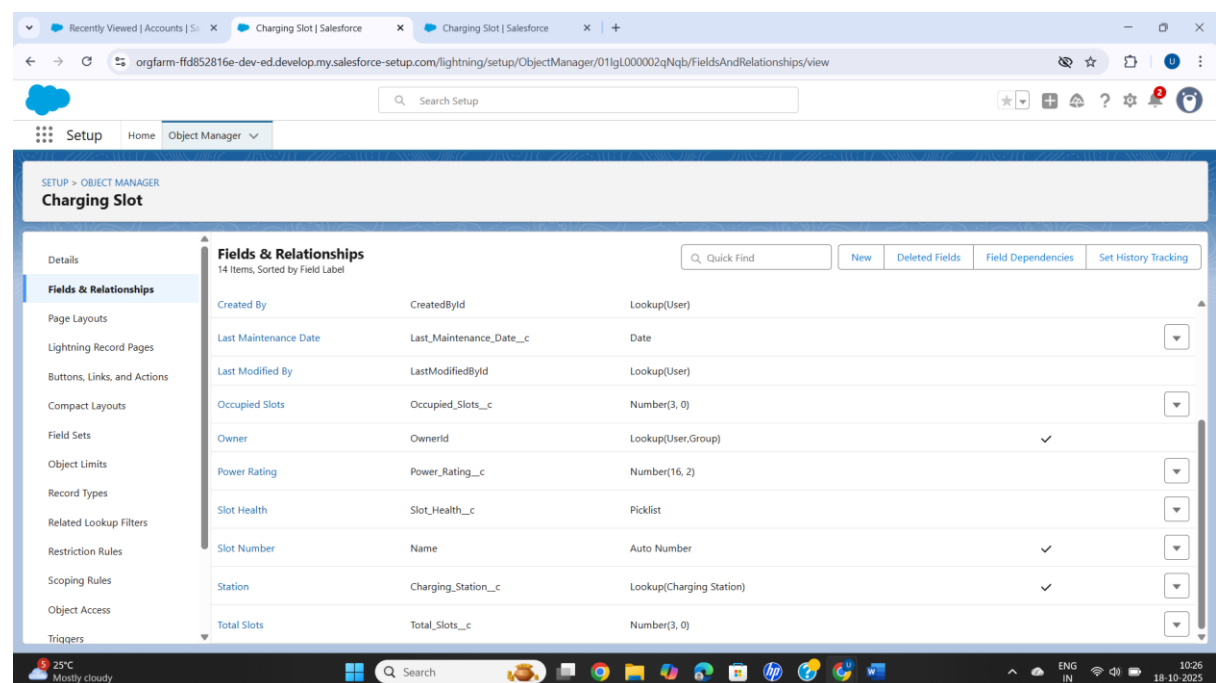 Recently Viewed | Accounts | Sa
Charging Slot | Salesforce
Charging Slot | Salesforce
orgfarm-ffd852816e-dev-ed.develop.my.salesforce-setup.com/lightning/setup/ObjectManager/01IgL000002qNqb/FieldsAndRelationships/view
U
Search Setup
2
Setup Home Object Manager
SETUP > OBJECT MANAGER
Charging Slot
Details
Fields & Relationships
Page Layouts
Lightning Record Pages
Buttons, Links, and Actions
Compact Layouts
Field Sets
Object Limits
Record Types
Related Lookup Filters
Restriction Rules
Scoping Rules
Object Access
Triggers
Fields & Relationships
14 Items, Sorted by Field Label
Quick Find
New Deleted Fields Field Dependencies Set History Tracking
Created By CreatedById Lookup(User)
Last Maintenance Date Last_Maintenance_Date__c Date
Last Modified By LastModifiedById Lookup(User)
Occupied Slots Occupied_Slots__c Number(3, 0)
Owner OwnerId Lookup(User,Group)
Power Rating Power_Rating__c Number(16, 2)
Slot Health Slot_Health__c Picklist
Slot Number Name Auto Number
Station Charging_Station__c Lookup(Charging Station)
Total Slots Total_Slots__c Number(3, 0)
5
25°C
Mostly cloudy
Search
hp
U
ENG
IN
10:26
18-10-2025